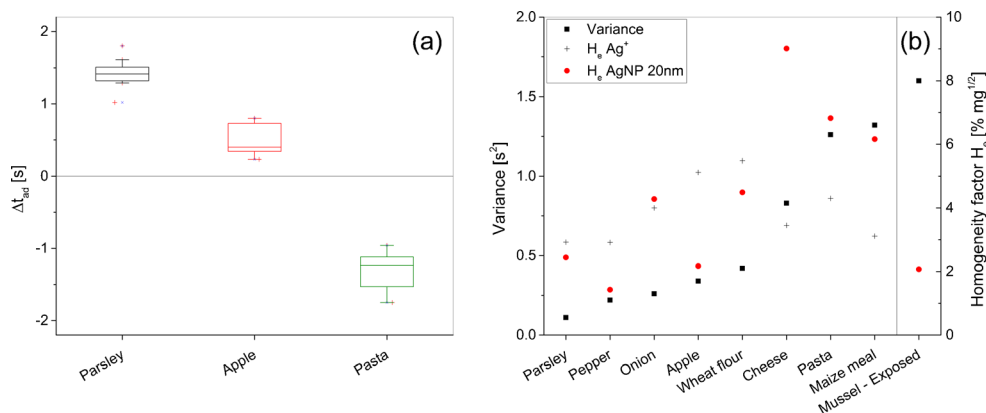 (a)
2
1
0
-1
-2
Δt_ad [s]
Parsley
Apple
Pasta
(b)
Variance
H_e Ag⁺
H_e AgNP 20nm
2.0
1.5
1.0
0.5
0.0
Variance [s²]
10
8
6
4
2
0
Homogeneity factor H_e [% mg^1/2]
Parsley
Pepper
Onion
Apple
Wheat flour
Cheese
Pasta
Maize meal
Mussel - Exposed